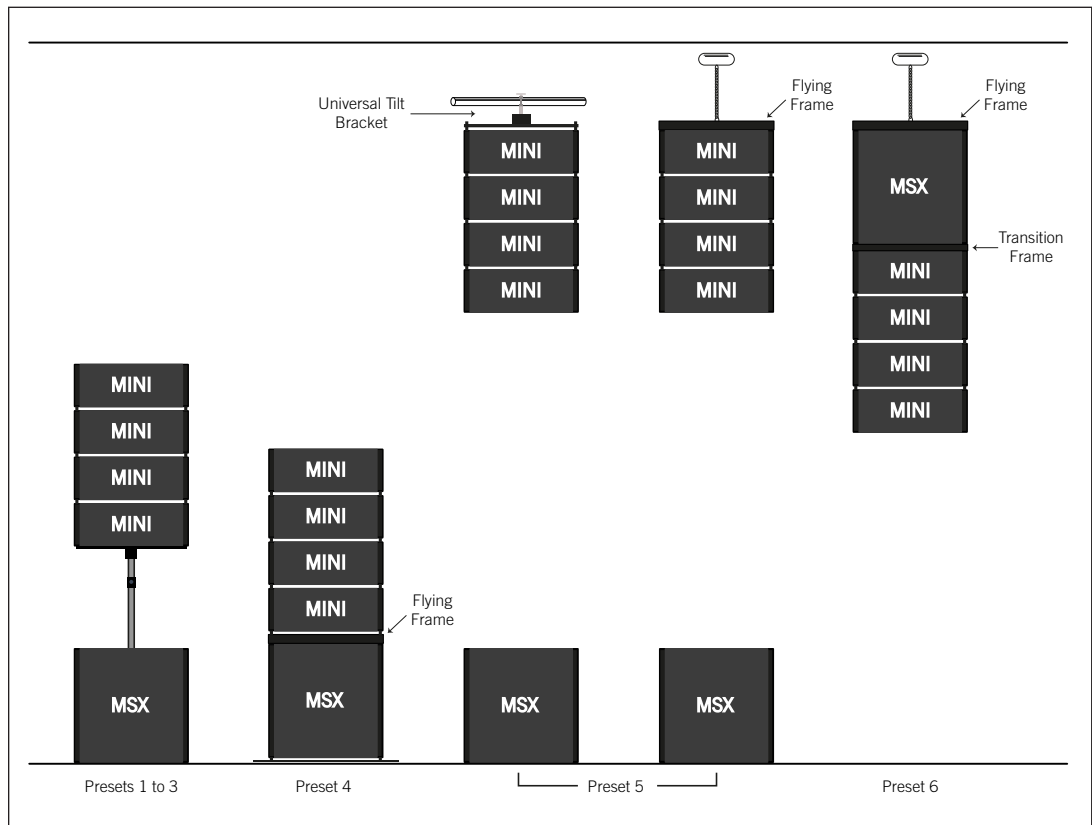 Universal Tilt
Bracket
Flying
Frame
Flying
Frame
MINI
MINI
MINI
MINI
MINI
MINI
MINI
MINI
MSX
Transition
Frame
MINI
MINI
MINI
MINI
MINI
MINI
MINI
MINI
MSX
MINI
MINI
MINI
MINI
Flying
Frame
MSX
MSX
MSX
Presets 1 to 3
Preset 4
Preset 5
Preset 6